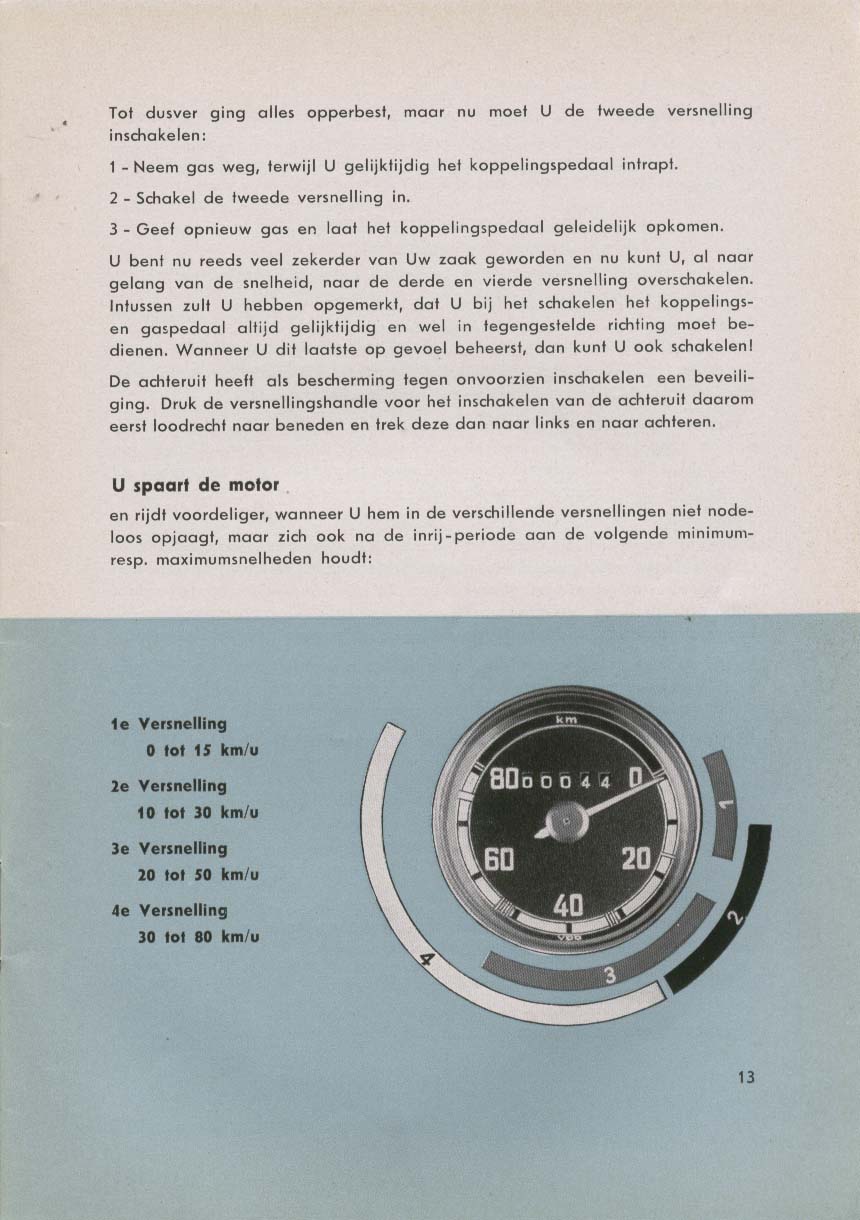 Tot dusver ging alles opperbest, maar nu moet U de tweede versnelling
inschakelen:
1 - Neem gas weg, terwijl U gelijktijdig het koppelingspedaal intrapt.
2 - Schakel de tweede versnelling in.
3 - Geef opnieuw gas en laat het koppelingspedaal geleidelijk opkomen.
U bent nu reeds veel zekerder van Uw zaak geworden en nu kunt U, al naar
gelang van de snelheid, naar de derde en vierde versnelling overschakelen.
Intussen zult U hebben opgemerkt, dat U bij het schakelen het koppelings-
en gaspedaal altijd gelijktijdig en wel in tegengestelde richting moet be-
dienen. Wanneer U dit laatste op gevoel beheerst, dan kunt U ook schakelen!
De achteruit heeft als bescherming tegen onvoorzien inschakelen een beveili-
ging. Druk de versnellingshandle voor het inschakelen van de achteruit daarom
eerst loodrecht naar beneden en trek deze dan naar links en naar achteren.
U spaart de motor
en rijdt voordeliger, wanneer U hem in de verschillende versnellingen niet node-
loos opjaagt, maar zich ook na de inrij-periode aan de volgende minimum-
resp. maximumsnelheden houdt:
1e Versnelling
0 tot 15 km/u
2e Versnelling
10 tot 30 km/u
3e Versnelling
20 tot 50 km/u
4e Versnelling
30 tot 80 km/u
km
80 0 0 0 4 4 0
60 20
40
VDO
1
2
3
4
13